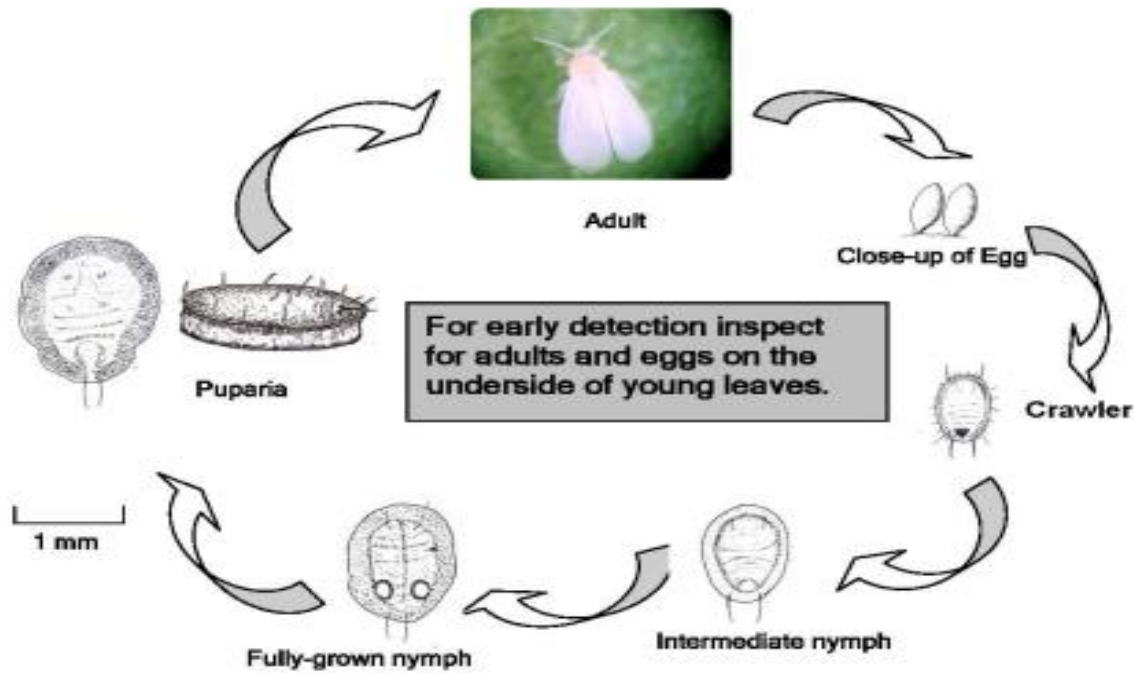 Adult
Close-up of Egg
For early detection inspect
for adults and eggs on the
underside of young leaves.
Puparia
Crawler
1 mm
Intermediate nymph
Fully-grown nymph